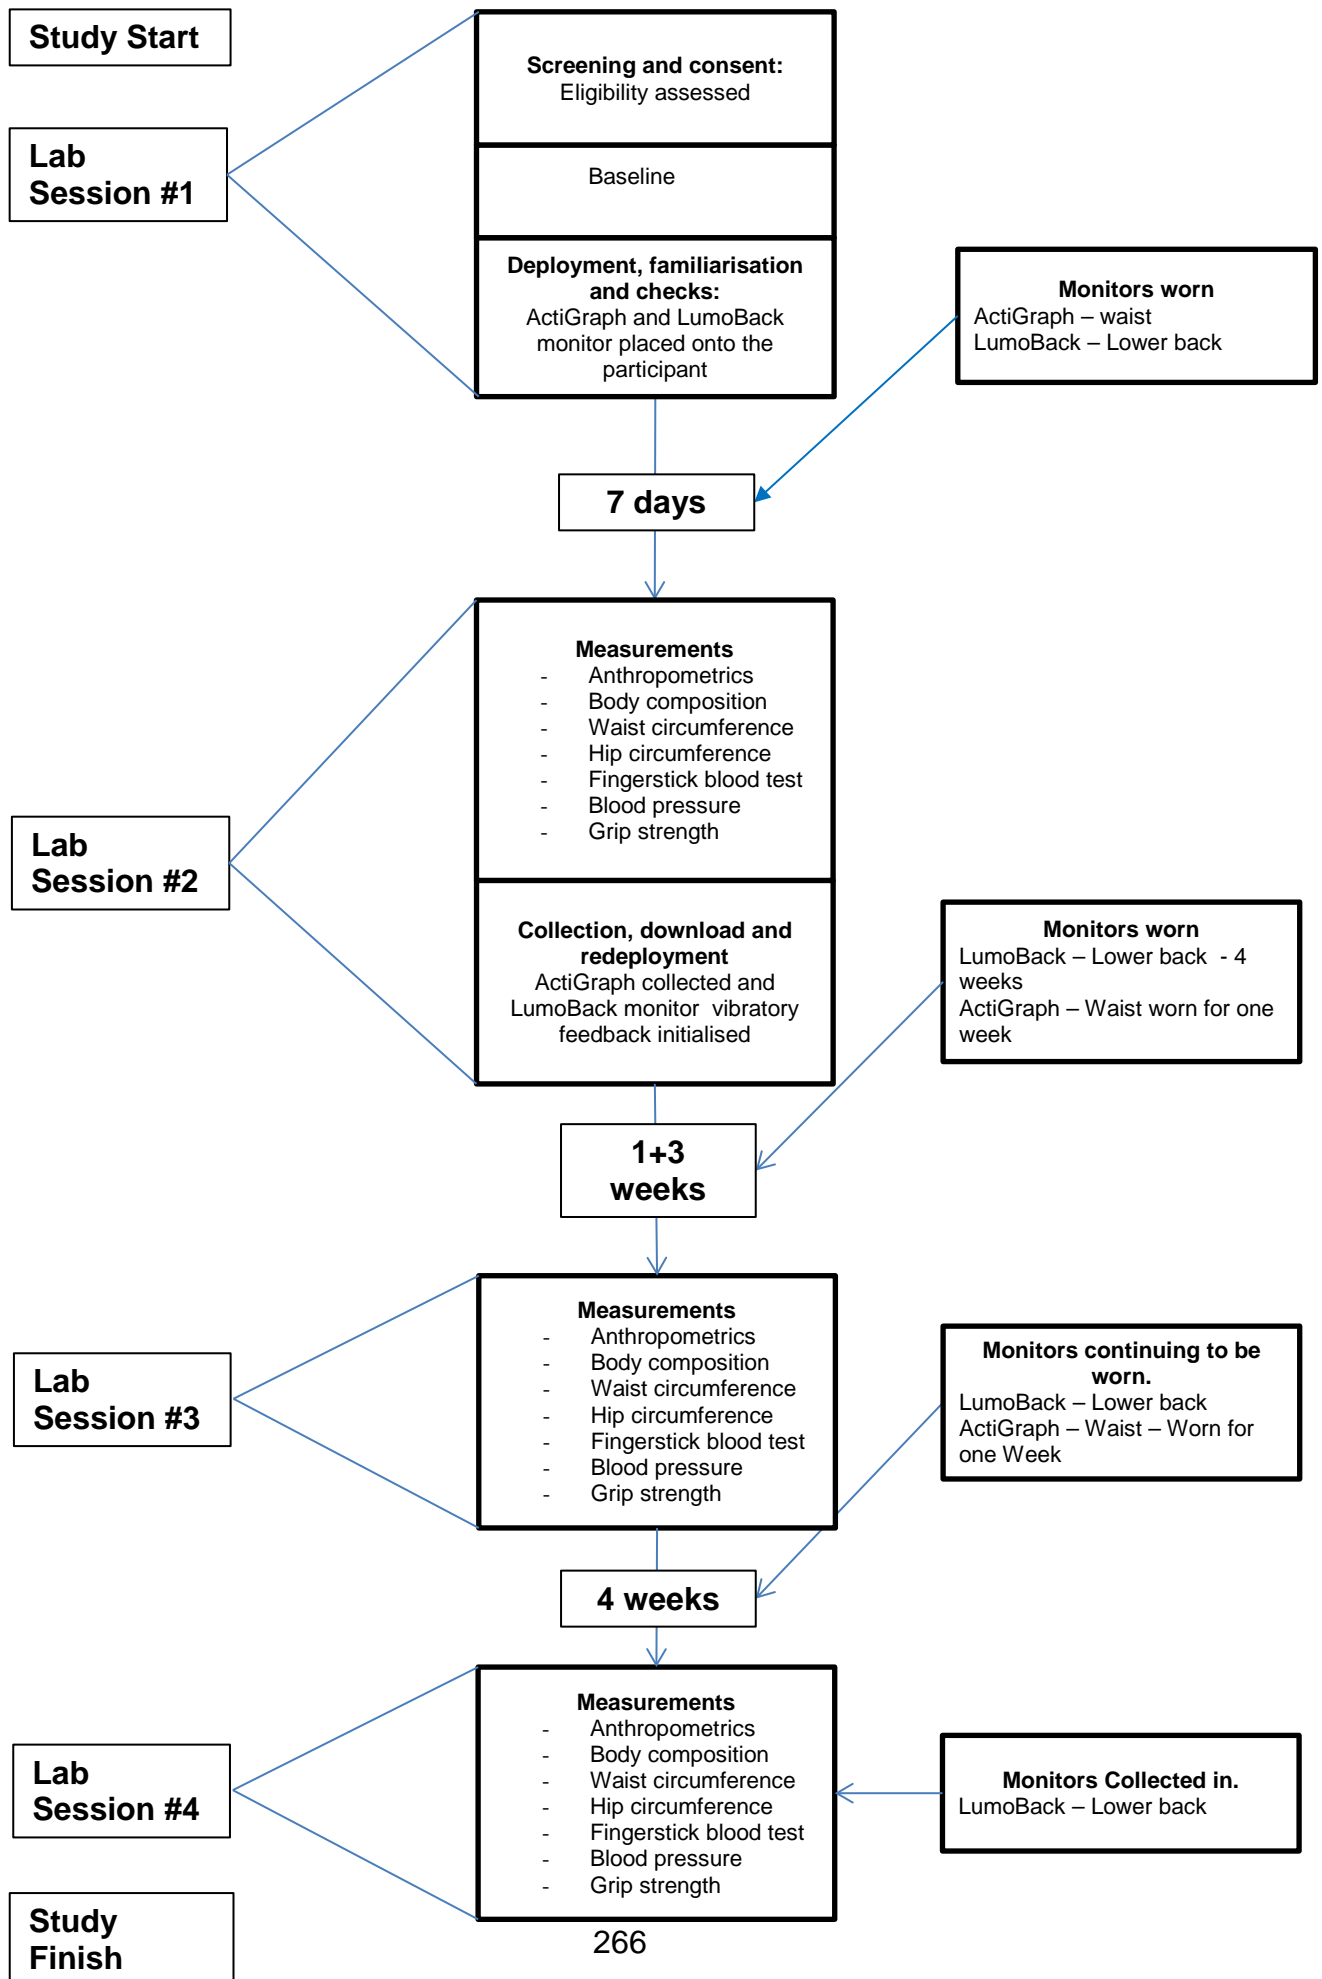 Study Start
Screening and consent:
Eligibility assessed
Lab
Session #1
Baseline
Deployment, familiarisation
and checks:
ActiGraph and LumoBack
monitor placed onto the
participant
Monitors worn
ActiGraph – waist
LumoBack – Lower back
7 days
Measurements
- Anthropometrics
- Body composition
- Waist circumference
- Hip circumference
- Fingerstick blood test
- Blood pressure
- Grip strength
Lab
Session #2
Collection, download and
redeployment
ActiGraph collected and
LumoBack monitor vibratory
feedback initialised
Monitors worn
LumoBack – Lower back - 4
weeks
ActiGraph – Waist worn for one
week
1+3
weeks
Measurements
- Anthropometrics
- Body composition
- Waist circumference
- Hip circumference
- Fingerstick blood test
- Blood pressure
- Grip strength
Lab
Session #3
Monitors continuing to be
worn.
LumoBack – Lower back
ActiGraph – Waist – Worn for
one Week
4 weeks
Measurements
- Anthropometrics
- Body composition
- Waist circumference
- Hip circumference
- Fingerstick blood test
- Blood pressure
- Grip strength
Lab
Session #4
Monitors Collected in.
LumoBack – Lower back
Study
Finish
266